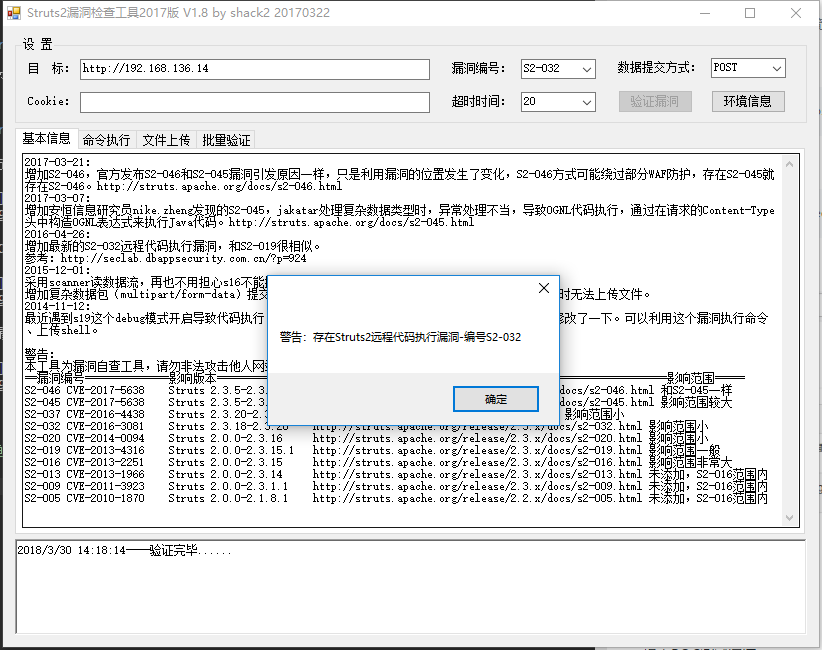 Struts2漏洞检查工具2017版 V1.8 by shack2 20170322
设 置
目 标: http://192.168.136.14 漏洞编号: S2-032 数据提交方式: POST
Cookie: 超时时间: 20 验证漏洞 环境信息
基本信息 命令执行 文件上传 批量验证
2017-03-21:
增加S2-046，官方发布S2-046和S2-045漏洞引发原因一样，只是利用漏洞的位置发生了变化，S2-046方式可能绕过部分WAF防护，存在S2-045就
存在S2-046。http://struts.apache.org/docs/s2-046.html
2017-03-07:
增加安恒信息研究员nike.zheng发现的S2-045，jakatar处理复杂数据类型时，异常处理不当，导致OGNL代码执行，通过在请求的Content-Type
头中构造OGNL表达式来执行Java代码。http://struts.apache.org/docs/s2-045.html
2016-04-26:
增加最新的S2-032远程代码执行漏洞，和S2-019很相似。
参考：http://seclab.dbappsecurity.com.cn/?p=924
2015-12-01:
采用scanner读数据流，再也不用担心s16不能
增加复杂数据包（multipart/form-data）提交 时无法上传文件。
2014-11-12:
最近遇到s19这个debug模式开启导致代码执行 修改了一下。可以利用这个漏洞执行命令
、上传shell。
警告:
本工具为漏洞自查工具，请勿非法攻击他人网
==漏洞编号 影响版本 影响范围
S2-046 CVE-2017-5638 Struts 2.3.5-2.3. docs/s2-046.html 和S2-045一样
S2-045 CVE-2017-5638 Struts 2.3.5-2.3. docs/s2-045.html 影响范围较大
S2-037 CVE-2016-4438 Struts 2.3.20-2.3 影响范围小
S2-032 CVE-2016-3081 Struts 2.3.18-2.3.28 http://struts.apache.org/release/2.3.x/docs/s2-032.html 影响范围小
S2-020 CVE-2014-0094 Struts 2.0.0-2.3.16 http://struts.apache.org/release/2.3.x/docs/s2-020.html 影响范围小
S2-019 CVE-2013-4316 Struts 2.0.0-2.3.15.1 http://struts.apache.org/release/2.3.x/docs/s2-019.html 影响范围一般
S2-016 CVE-2013-2251 Struts 2.0.0-2.3.15 http://struts.apache.org/release/2.3.x/docs/s2-016.html 影响范围非常大
S2-013 CVE-2013-1966 Struts 2.0.0-2.3.14 http://struts.apache.org/release/2.3.x/docs/s2-013.html 未添加，S2-016范围内
S2-009 CVE-2011-3923 Struts 2.0.0-2.3.1.1 http://struts.apache.org/release/2.3.x/docs/s2-009.html 未添加，S2-016范围内
S2-005 CVE-2010-1870 Struts 2.0.0-2.1.8.1 http://struts.apache.org/release/2.2.x/docs/s2-005.html 未添加，S2-016范围内
警告：存在Struts2远程代码执行漏洞-编号S2-032
确定
2018/3/30 14:18:14——验证完毕......